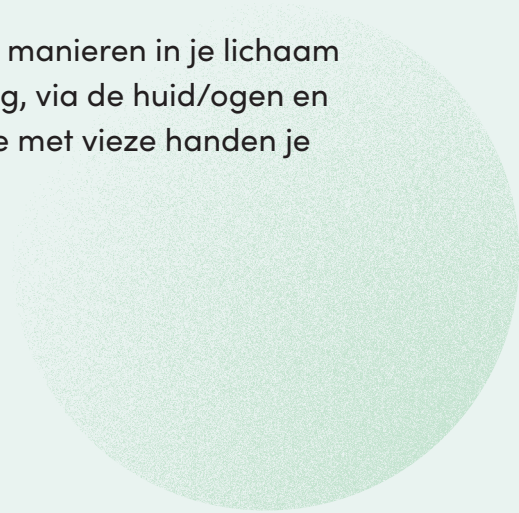 manieren in je lichaam
g, via de huid/ogen en
e met vieze handen je